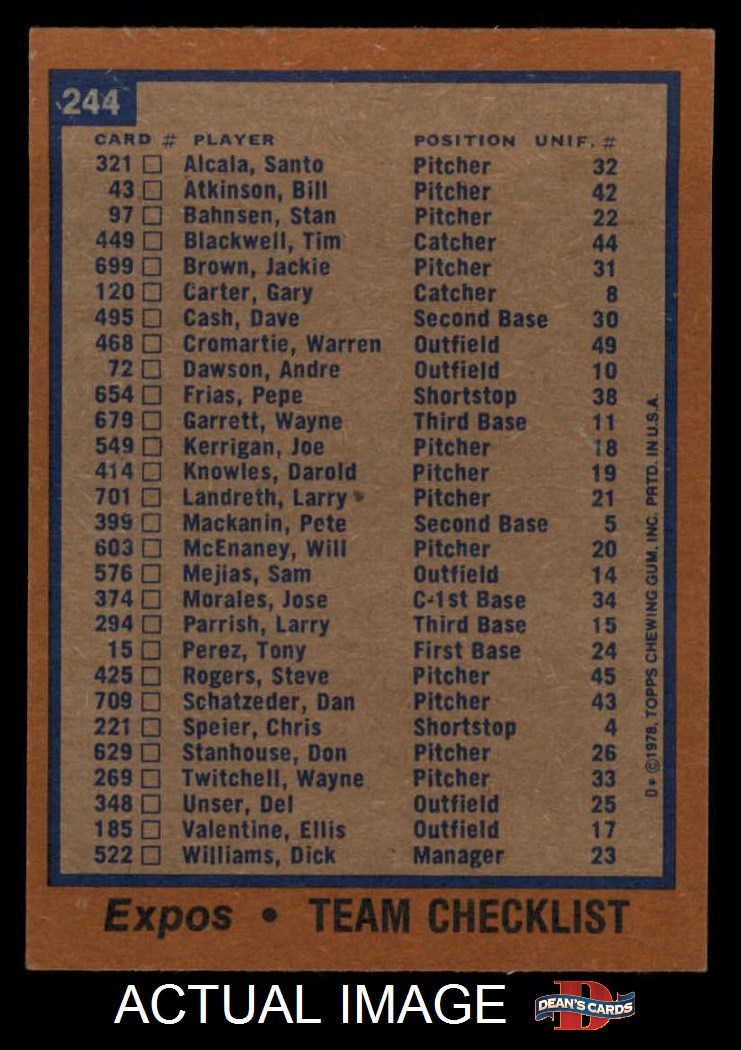 244
CARD # PLAYER POSITION UNIF. #
321 Alcala, Santo Pitcher 32
43 Atkinson, Bill Pitcher 42
97 Bahnsen, Stan Pitcher 22
449 Blackwell, Tim Catcher 44
699 Brown, Jackie Pitcher 31
120 Carter, Gary Catcher 8
495 Cash, Dave Second Base 30
468 Cromartie, Warren Outfield 49
72 Dawson, Andre Outfield 10
654 Frias, Pepe Shortstop 38
679 Garrett, Wayne Third Base 11
549 Kerrigan, Joe Pitcher 18
414 Knowles, Darold Pitcher 19
701 Landreth, Larry Pitcher 21
399 Mackanin, Pete Second Base 5
603 McEnaney, Will Pitcher 20
576 Mejias, Sam Outfield 14
374 Morales, Jose C-1st Base 34
294 Parrish, Larry Third Base 15
15 Perez, Tony First Base 24
425 Rogers, Steve Pitcher 45
709 Schatzeder, Dan Pitcher 43
221 Speier, Chris Shortstop 4
629 Stanhouse, Don Pitcher 26
269 Twitchell, Wayne Pitcher 33
348 Unser, Del Outfield 25
185 Valentine, Ellis Outfield 17
522 Williams, Dick Manager 23
D* ©1978, TOPPS CHEWING GUM, INC. PRTD. IN U.S.A.
Expos • TEAM CHECKLIST
ACTUAL IMAGE
D
DEAN'S CARDS